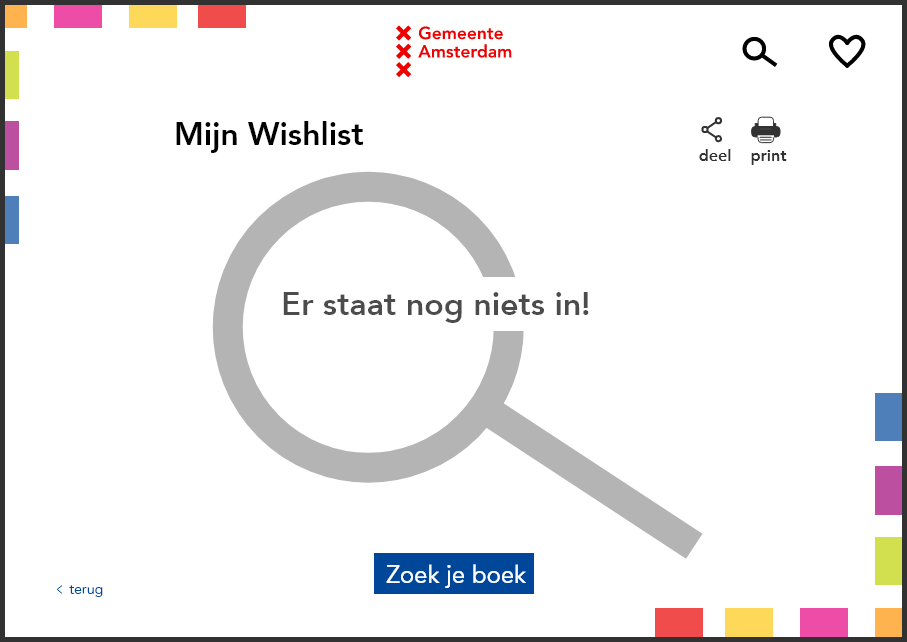 Gemeente
Amsterdam
Mijn Wishlist
deel
print
Er staat nog niets in!
Zoek je boek
< terug